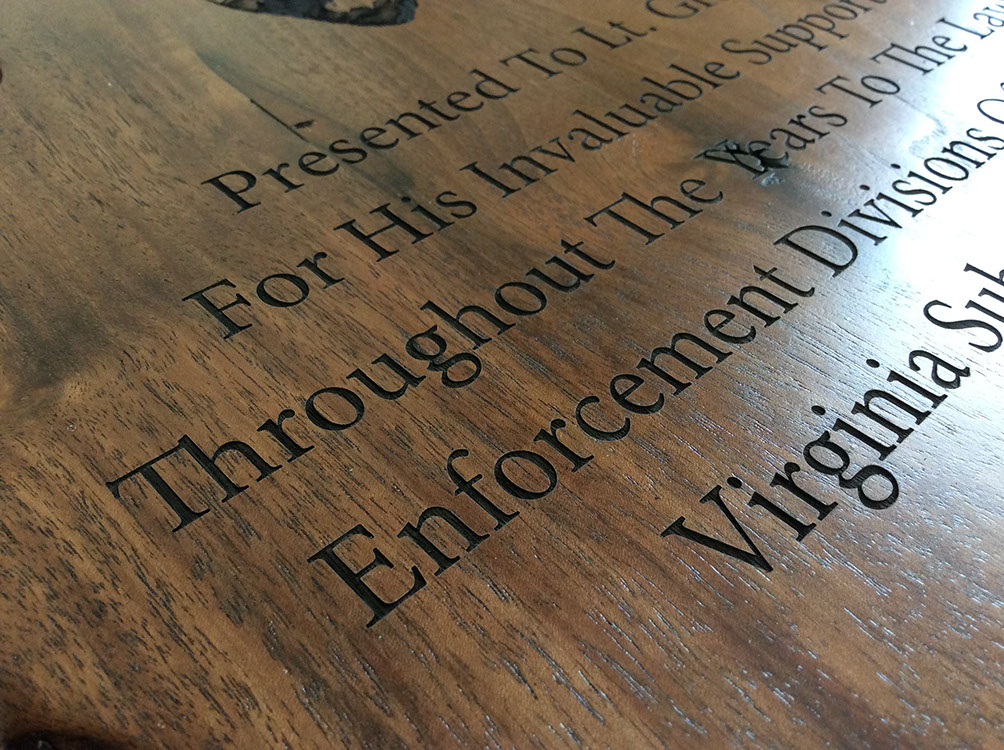 Presented To Lt.
For His Invaluable Support
Throughout The Years To The
Enforcement Divisions
Virginia